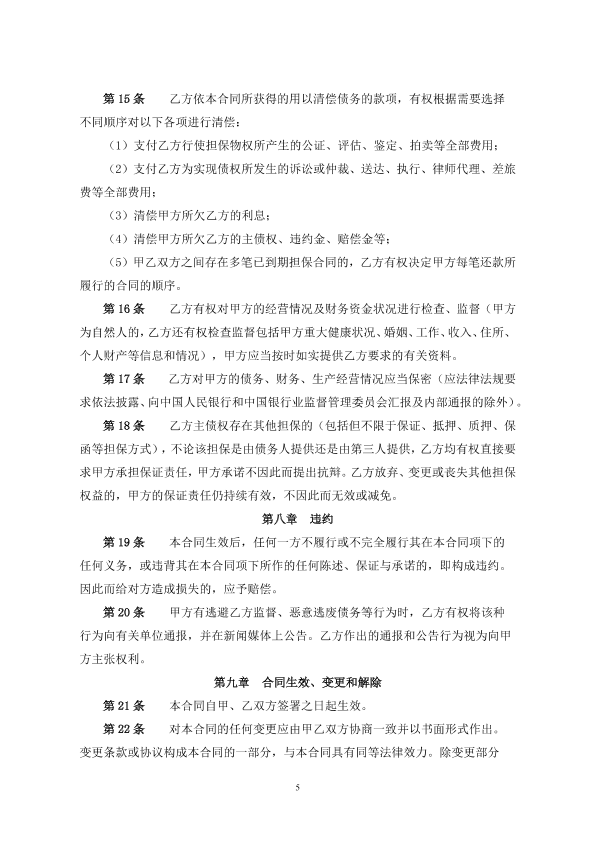 第 15 条　　乙方依本合同所获得的用以清偿债务的款项，有权根据需要选择
不同顺序对以下各项进行清偿：
（1）支付乙方行使担保物权所产生的公证、评估、鉴定、拍卖等全部费用；
（2）支付乙方为实现债权所发生的诉讼或仲裁、送达、执行、律师代理、差旅
费等全部费用；
（3）清偿甲方所欠乙方的利息；
（4）清偿甲方所欠乙方的主债权、违约金、赔偿金等；
（5）甲乙双方之间存在多笔已到期担保合同的，乙方有权决定甲方每笔还款所
履行的合同的顺序。
第 16 条　　乙方有权对甲方的经营情况及财务资金状况进行检查、监督（甲方
为自然人的，乙方还有权检查监督包括甲方重大健康状况、婚姻、工作、收入、住所、
个人财产等信息和情况），甲方应当按时如实提供乙方要求的有关资料。
第 17 条　　乙方对甲方的债务、财务、生产经营情况应当保密（应法律法规要
求依法披露、向中国人民银行和中国银行业监督管理委员会汇报及内部通报的除外）。
第 18 条　　乙方主债权存在其他担保的（包括但不限于保证、抵押、质押、保
函等担保方式），不论该担保是由债务人提供还是由第三人提供，乙方均有权直接要
求甲方承担保证责任，甲方承诺不因此而提出抗辩。乙方放弃、变更或丧失其他担保
权益的，甲方的保证责任仍持续有效，不因此而无效或减免。
第八章　违约
第 19 条　　本合同生效后，任何一方不履行或不完全履行其在本合同项下的
任何义务，或违背其在本合同项下所作的任何陈述、保证与承诺的，即构成违约。
因此而给对方造成损失的，应予赔偿。
第 20 条　　甲方有逃避乙方监督、恶意逃废债务等行为时，乙方有权将该种
行为向有关单位通报，并在新闻媒体上公告。乙方作出的通报和公告行为视为向甲
方主张权利。
第九章　合同生效、变更和解除
第 21 条　　本合同自甲、乙双方签署之日起生效。
第 22 条　　对本合同的任何变更应由甲乙双方协商一致并以书面形式作出。
变更条款或协议构成本合同的一部分，与本合同具有同等法律效力。除变更部分
5